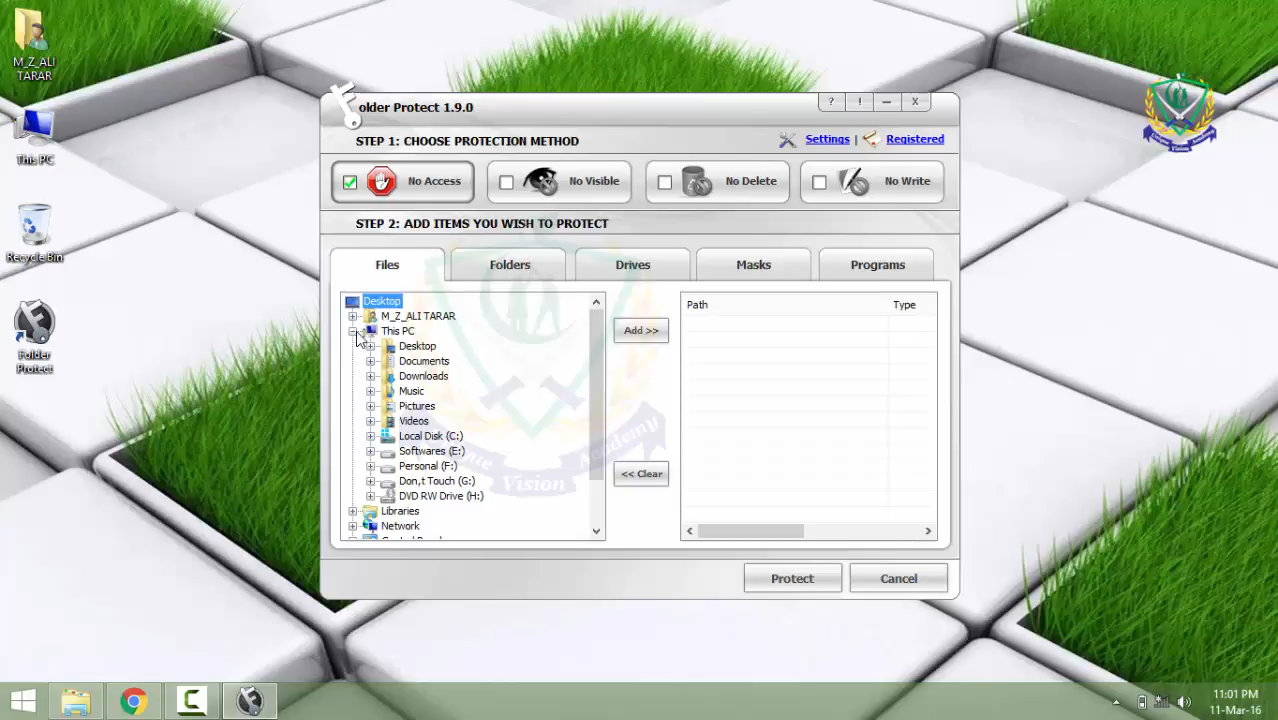 M_Z_ALI
TARAR
This PC
Recycle Bin
Folder
Protect
older Protect 1.9.0
?
!
X
STEP 1: CHOOSE PROTECTION METHOD
Settings | Registered
No Access
No Visible
No Delete
No Write
STEP 2: ADD ITEMS YOU WISH TO PROTECT
Files
Folders
Drives
Masks
Programs
Desktop
M_Z_ALI TARAR
This PC
Desktop
Documents
Downloads
Music
Pictures
Videos
Local Disk (C:)
Softwares (E:)
Personal (F:)
Don,t Touch (G:)
DVD RW Drive (H:)
Libraries
Network
Add >>
<< Clear
Path Type
Vision Academy
Protect
Cancel
11:01 PM
11-Mar-16